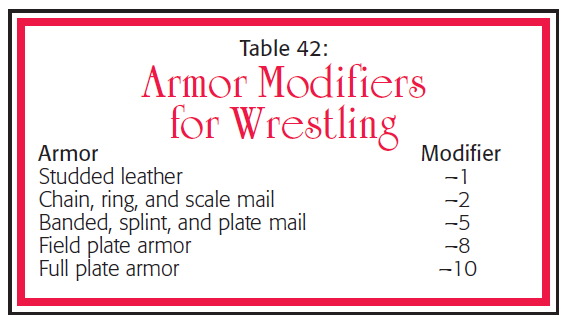 Table 42:
Armor Modifiers
for Wrestling
Armor Modifier
Studded leather –1
Chain, ring, and scale mail –2
Banded, splint, and plate mail –5
Field plate armor –8
Full plate armor –10